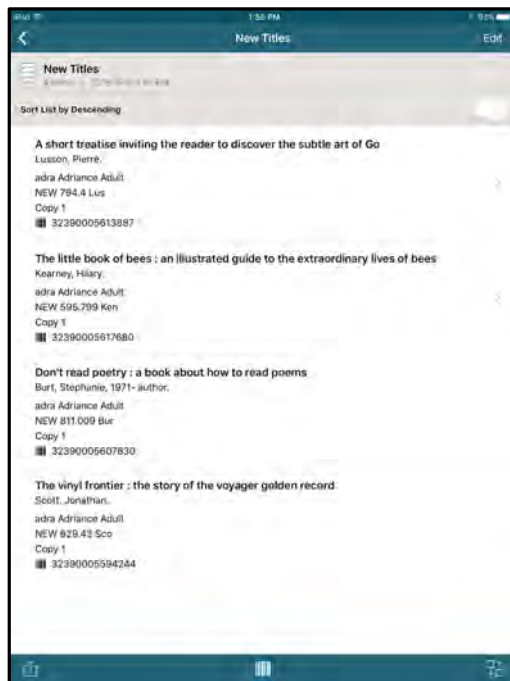 iPad
1:56 PM
93%
New Titles
Edit
New Titles
Sort List by Descending
A short treatise inviting the reader to discover the subtle art of Go
Lusson, Pierre.
adra Adriance Adult
NEW 794.4 Lus
Copy 1
32390005613887
The little book of bees : an illustrated guide to the extraordinary lives of bees
Kearney, Hilary.
adra Adriance Adult
NEW 595.799 Ken
Copy 1
32390005617680
Don't read poetry : a book about how to read poems
Burt, Stephanie, 1971- author.
adra Adriance Adult
NEW 811.009 Bur
Copy 1
32390005607830
The vinyl frontier : the story of the voyager golden record
Scott, Jonathan.
adra Adriance Adult
NEW 629.43 Sco
Copy 1
32390005594244